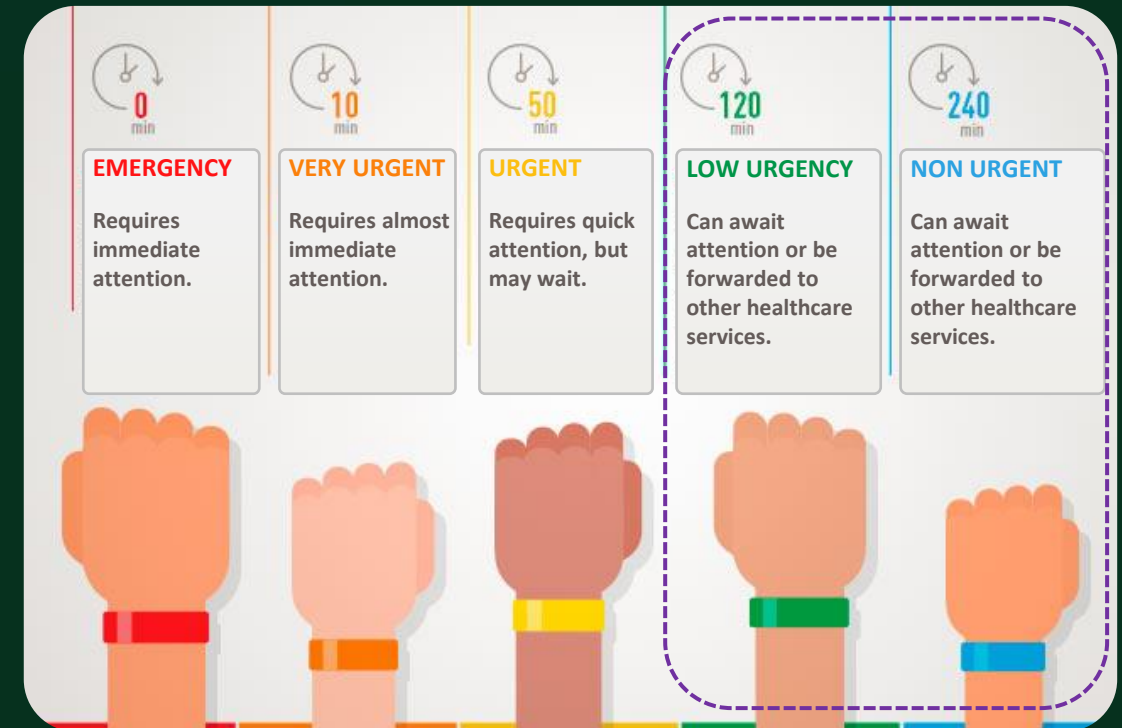 0
min
EMERGENCY
Requires
immediate
attention.
10
min
VERY URGENT
Requires almost
immediate
attention.
50
min
URGENT
Requires quick
attention, but
may wait.
120
min
LOW URGENCY
Can await
attention or be
forwarded to
other healthcare
services.
240
min
NON URGENT
Can await
attention or be
forwarded to
other healthcare
services.